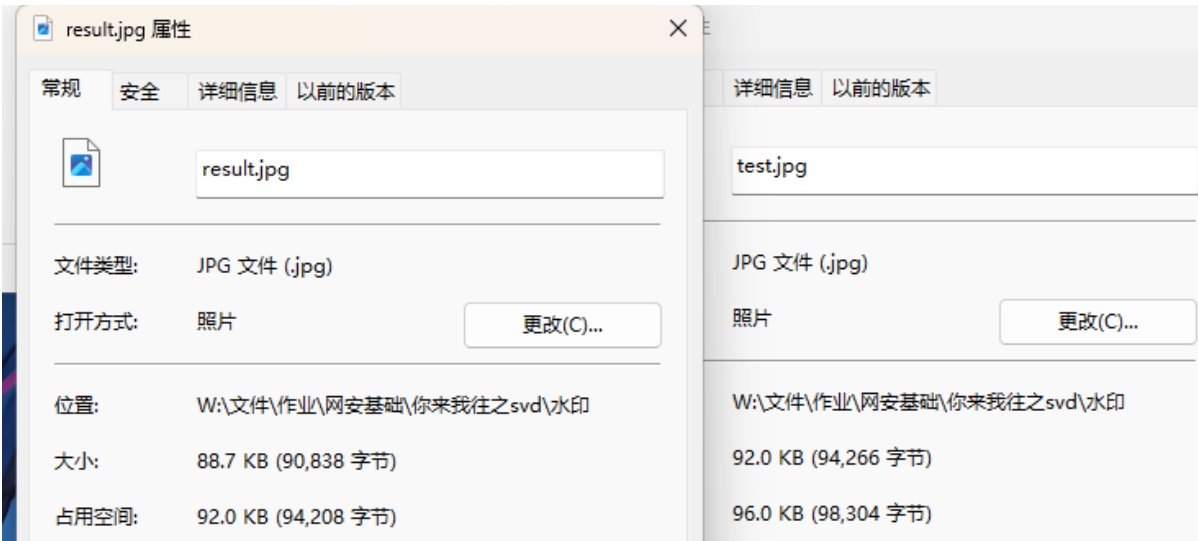 result.jpg 属性
常规 安全 详细信息 以前的版本
result.jpg
文件类型: JPG 文件 (.jpg)
打开方式: 照片 更改(C)...
位置: W:\文件\作业\网安基础\你来我往之svd\水印
大小: 88.7 KB (90,838 字节)
占用空间: 92.0 KB (94,208 字节)
详细信息 以前的版本
test.jpg
JPG 文件 (.jpg)
照片 更改(C)...
W:\文件\作业\网安基础\你来我往之svd\水印
92.0 KB (94,266 字节)
96.0 KB (98,304 字节)